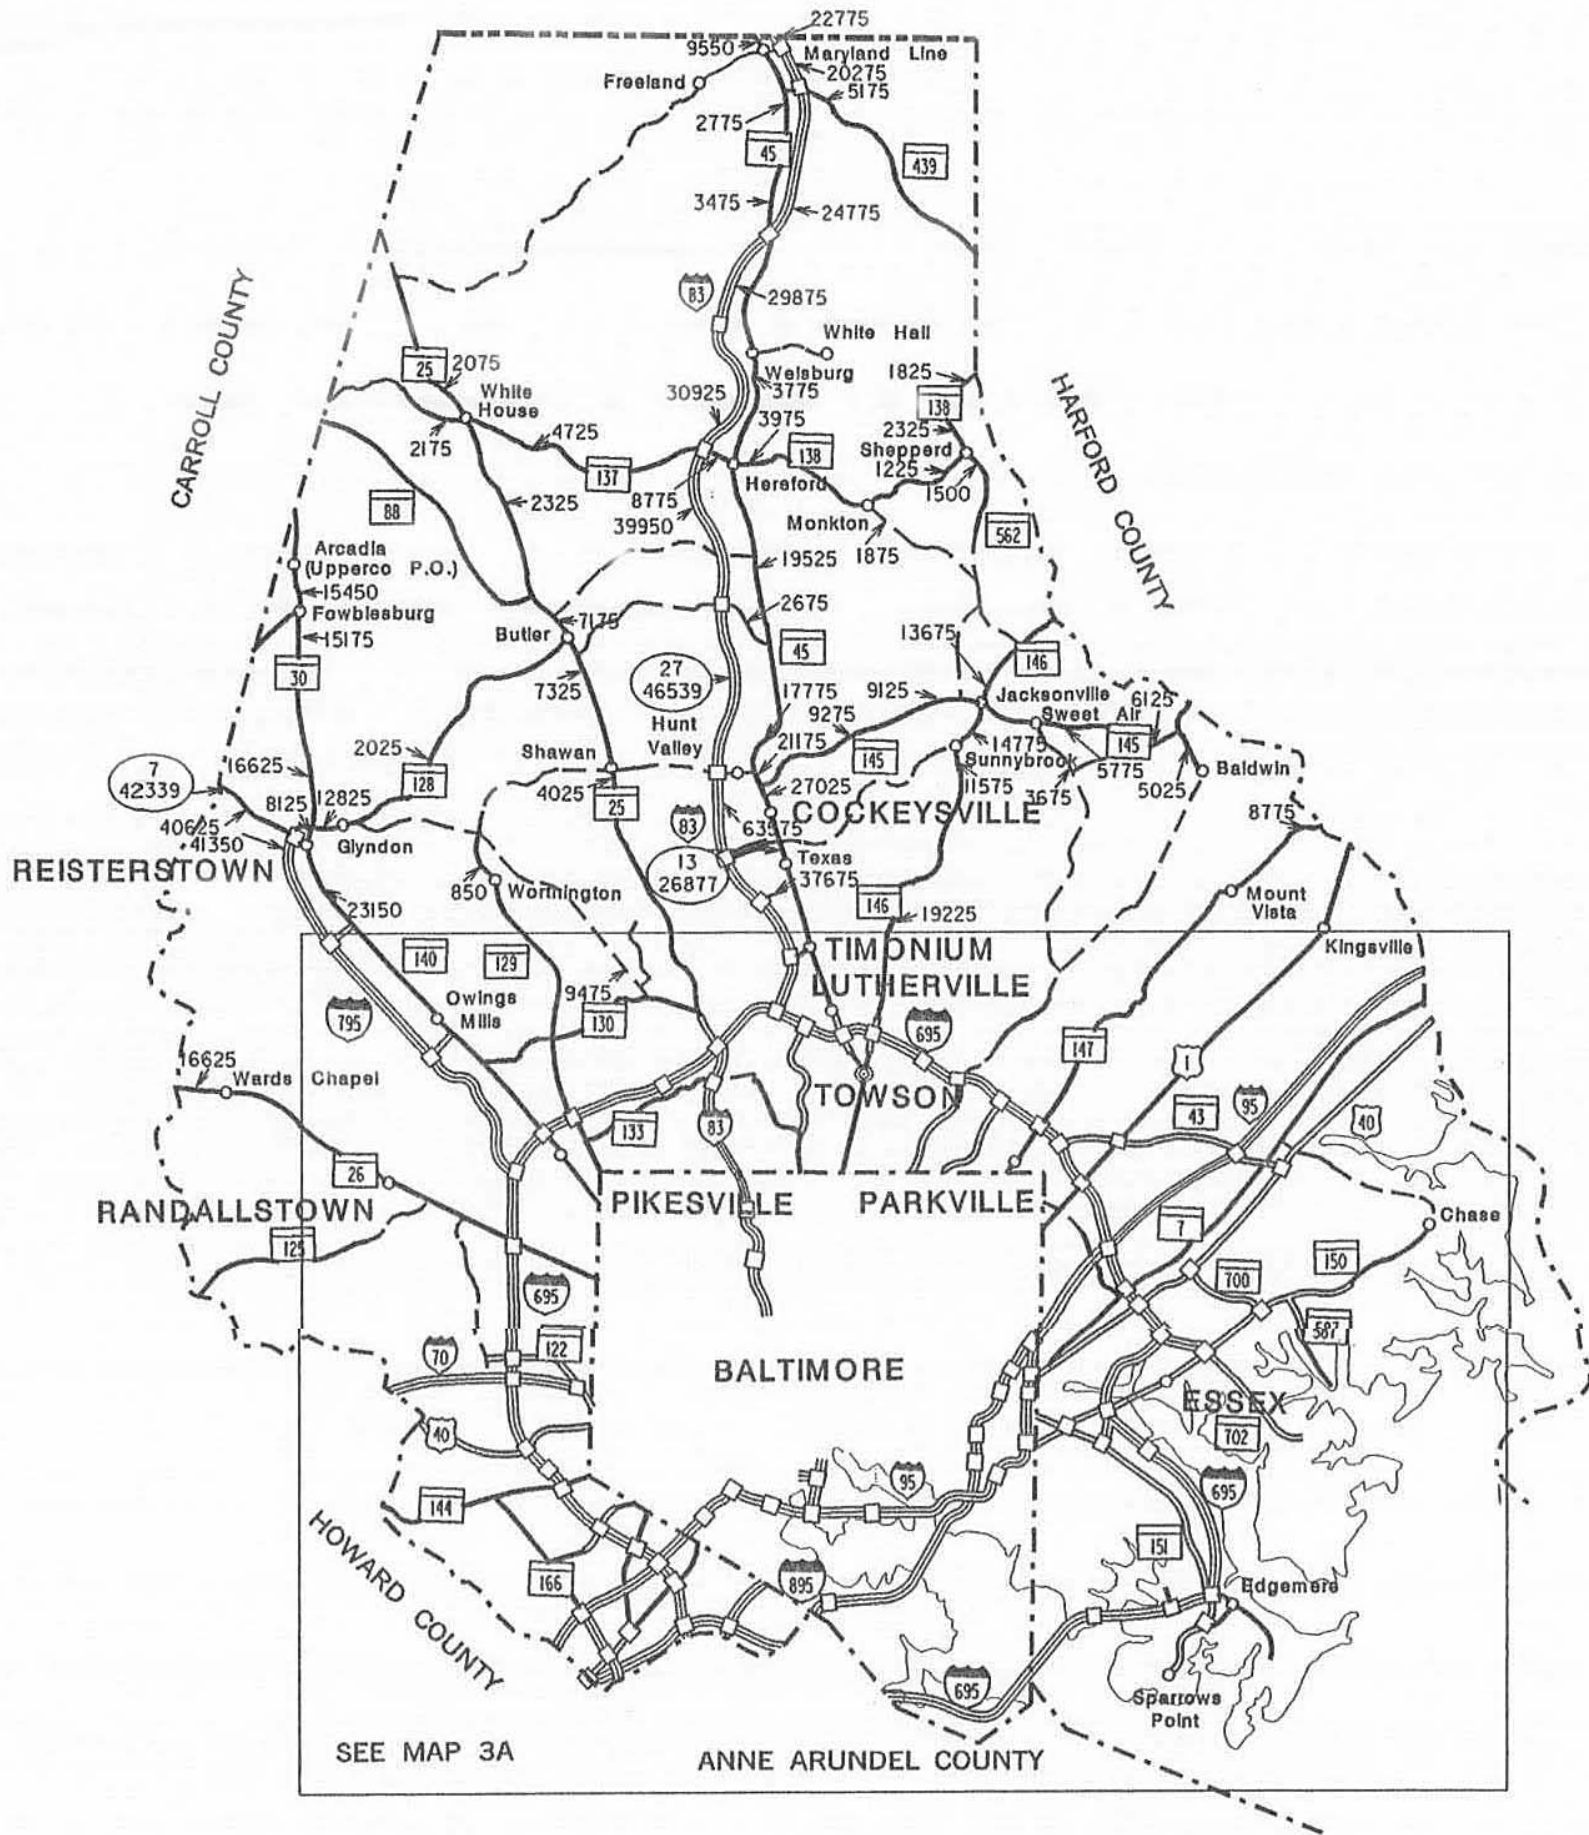 22775
9550
Maryland Line
20275
Freeland
5175
2775
45
439
3475
24775
83
29875
CARROLL COUNTY
White Hall
25
2075
Weisburg
1825
HARFORD COUNTY
White
House
30925
3775
138
3975
2325
2175
4725
138
Shepperd
1225
137
Hereford
1500
2325
8775
88
39950
Monkton
562
1875
Arcadia
(Upperco P.O.)
19525
15450
Fowblesburg
2675
7175
Butler
15175
13675
45
146
30
27
46539
7325
17775
9125
Jacksonville
6125
Sweet Air
9275
Hunt
Valley
2025
Shawan
21175
145
14775
145
7
42339
16625
Sunnybrook
5775
Baldwin
128
4025
27025
11575
3675
5025
8125
12825
25
COCKEYSVILLE
8775
40625
41350
Glyndon
83
63575
REISTERSTOWN
13
26877
Texas
850
Worthington
37675
Mount
Vista
23150
146
19225
TIMONIUM
Kingsville
140
129
LUTHERVILLE
9475
Owings
Mills
795
130
695
147
1
16625
Wards Chapel
TOWSON
95
43
40
133
83
26
RANDALLSTOWN
PIKESVILLE
PARKVILLE
Chase
7
125
150
700
695
587
122
70
BALTIMORE
ESSEX
40
702
95
695
144
HOWARD COUNTY
151
166
895
Edgemere
695
Sparrows
Point
SEE MAP 3A
ANNE ARUNDEL COUNTY